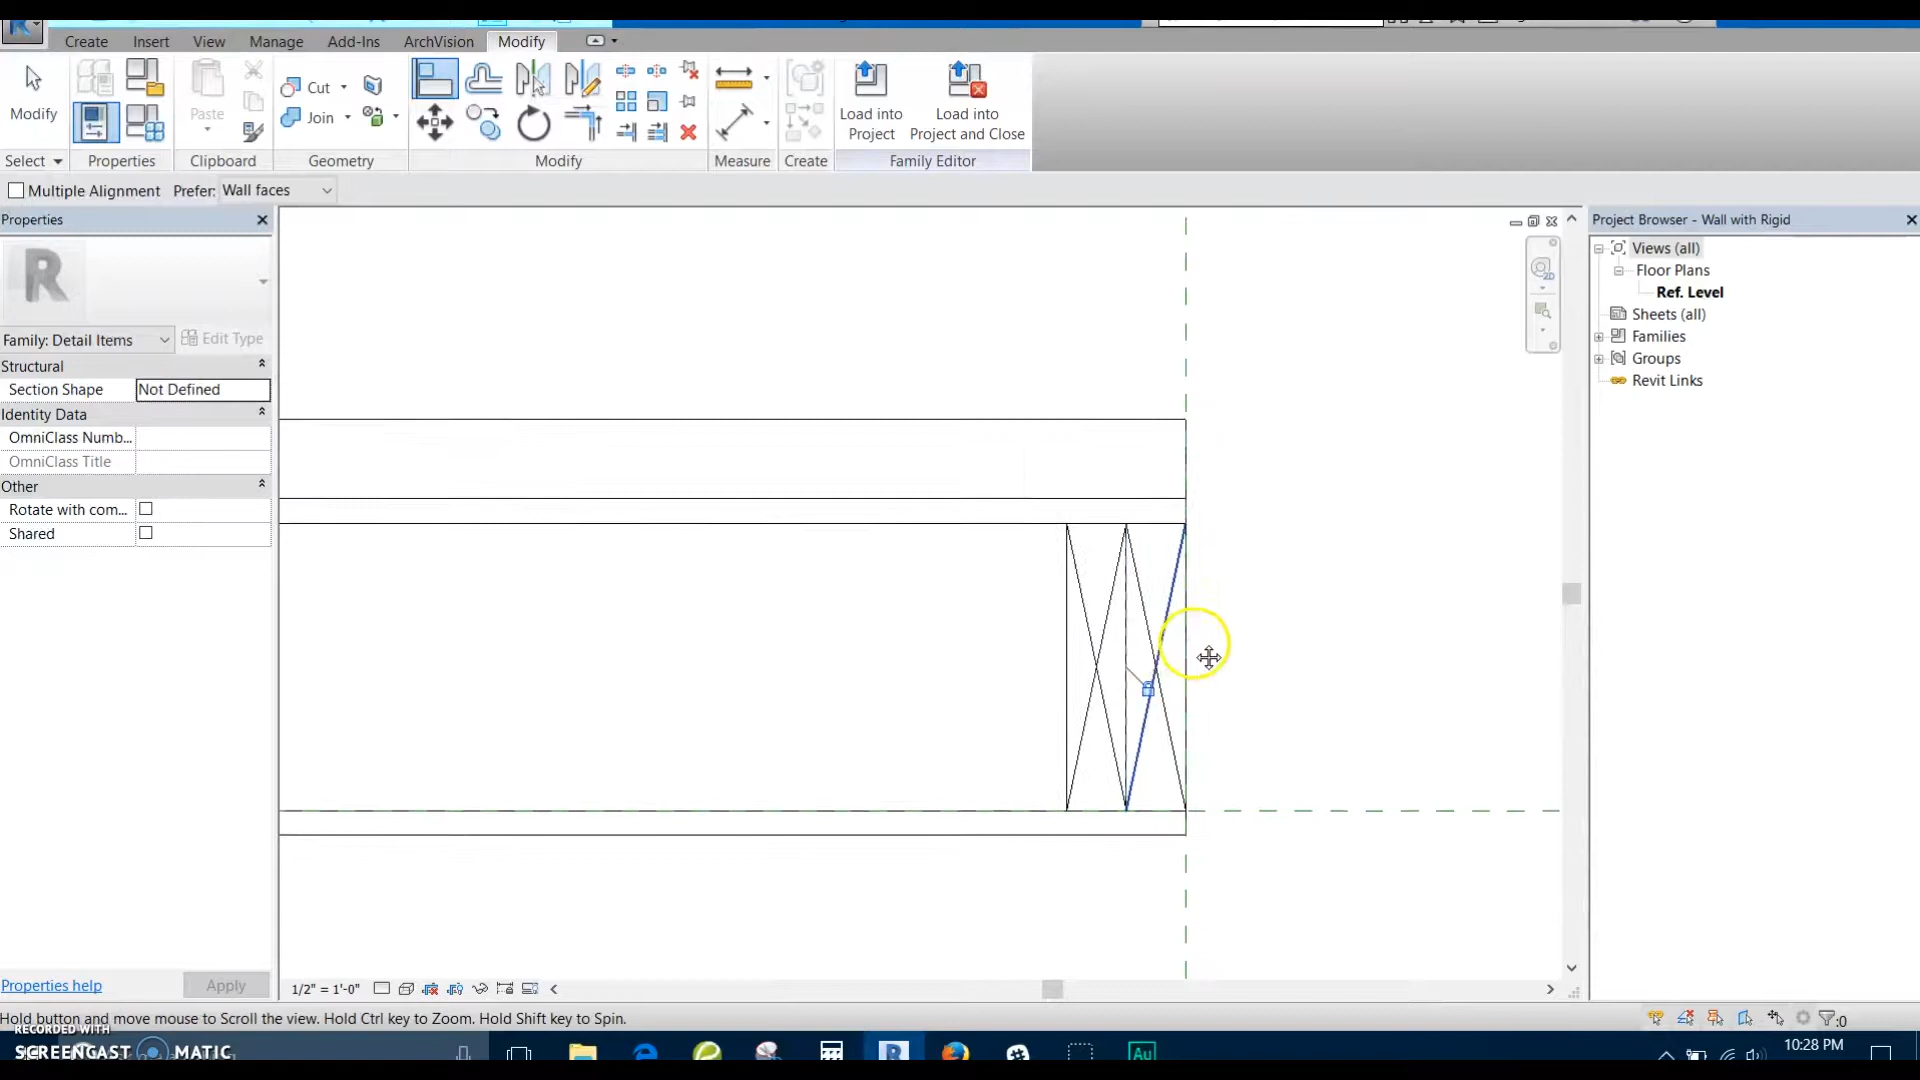 Create Insert View Manage Add-Ins ArchVision Modify
Modify
Paste
Cut
Join
Load into Project
Load into Project and Close
Select Properties Clipboard Geometry Modify Measure Create Family Editor
Multiple Alignment Prefer: Wall faces
Properties
R
Family: Detail Items Edit Type
Structural
Section Shape Not Defined
Identity Data
OmniClass Numb...
OmniClass Title
Other
Rotate with com...
Shared
Properties help Apply
2D
Project Browser - Wall with Rigid
Views (all)
Floor Plans
Ref. Level
Sheets (all)
Families
Groups
Revit Links
1/2" = 1'-0"
Hold button and move mouse to Scroll the view. Hold Ctrl key to Zoom. Hold Shift key to Spin.
:0
RECORDED WITH
SCREENCAST MATIC
R
Au
10:28 PM